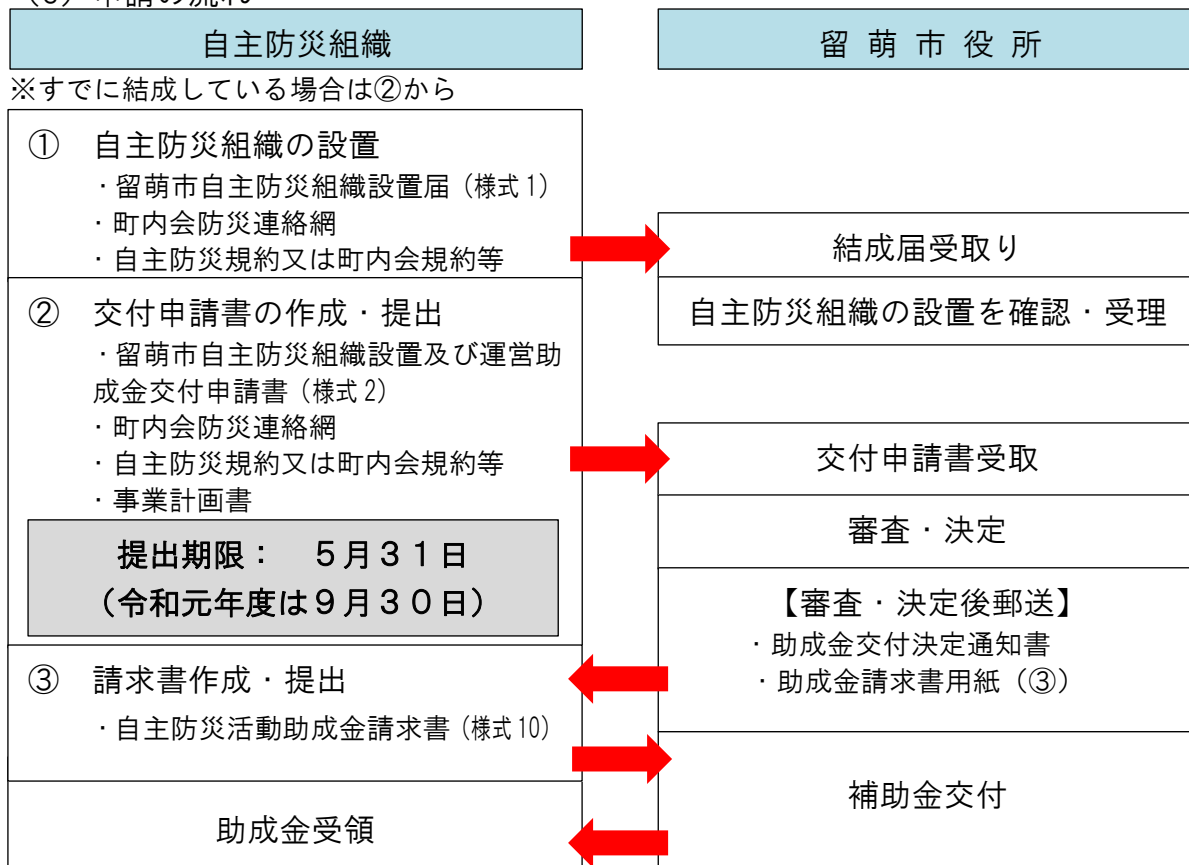 (3) 申請の流れ
自主防災組織
※すでに結成している場合は②から
① 自主防災組織の設置
・留萌市自主防災組織設置届（様式1）
・町内会防災連絡網
・自主防災規約又は町内会規約等
② 交付申請書の作成・提出
・留萌市自主防災組織設置及び運営助
成金交付申請書（様式2）
・町内会防災連絡網
・自主防災規約又は町内会規約等
・事業計画書
提出期限：　５月３１日
（令和元年度は９月３０日）
③ 請求書作成・提出
・自主防災活動助成金請求書（様式10）
助成金受領
留 萌 市 役 所
結成届受取り
自主防災組織の設置を確認・受理
交付申請書受取
審査・決定
【審査・決定後郵送】
・助成金交付決定通知書
・助成金請求書用紙（③）
補助金交付